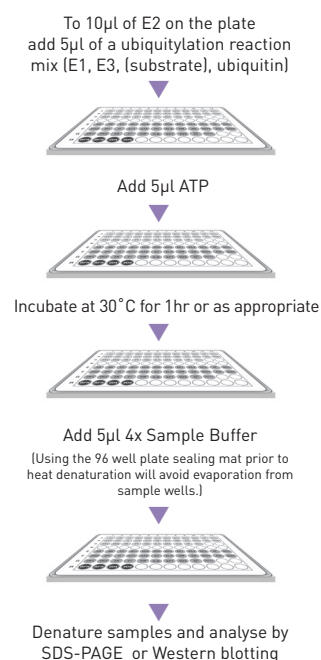 To 10µl of E2 on the plate
add 5µl of a ubiquitylation reaction
mix (E1, E3, (substrate), ubiquitin)
Add 5µl ATP
Incubate at 30˚C for 1hr or as appropriate
Add 5µl 4x Sample Buffer
(Using the 96 well plate sealing mat prior to
heat denaturation will avoid evaporation from
sample wells.)
Denature samples and analyse by
SDS-PAGE or Western blotting